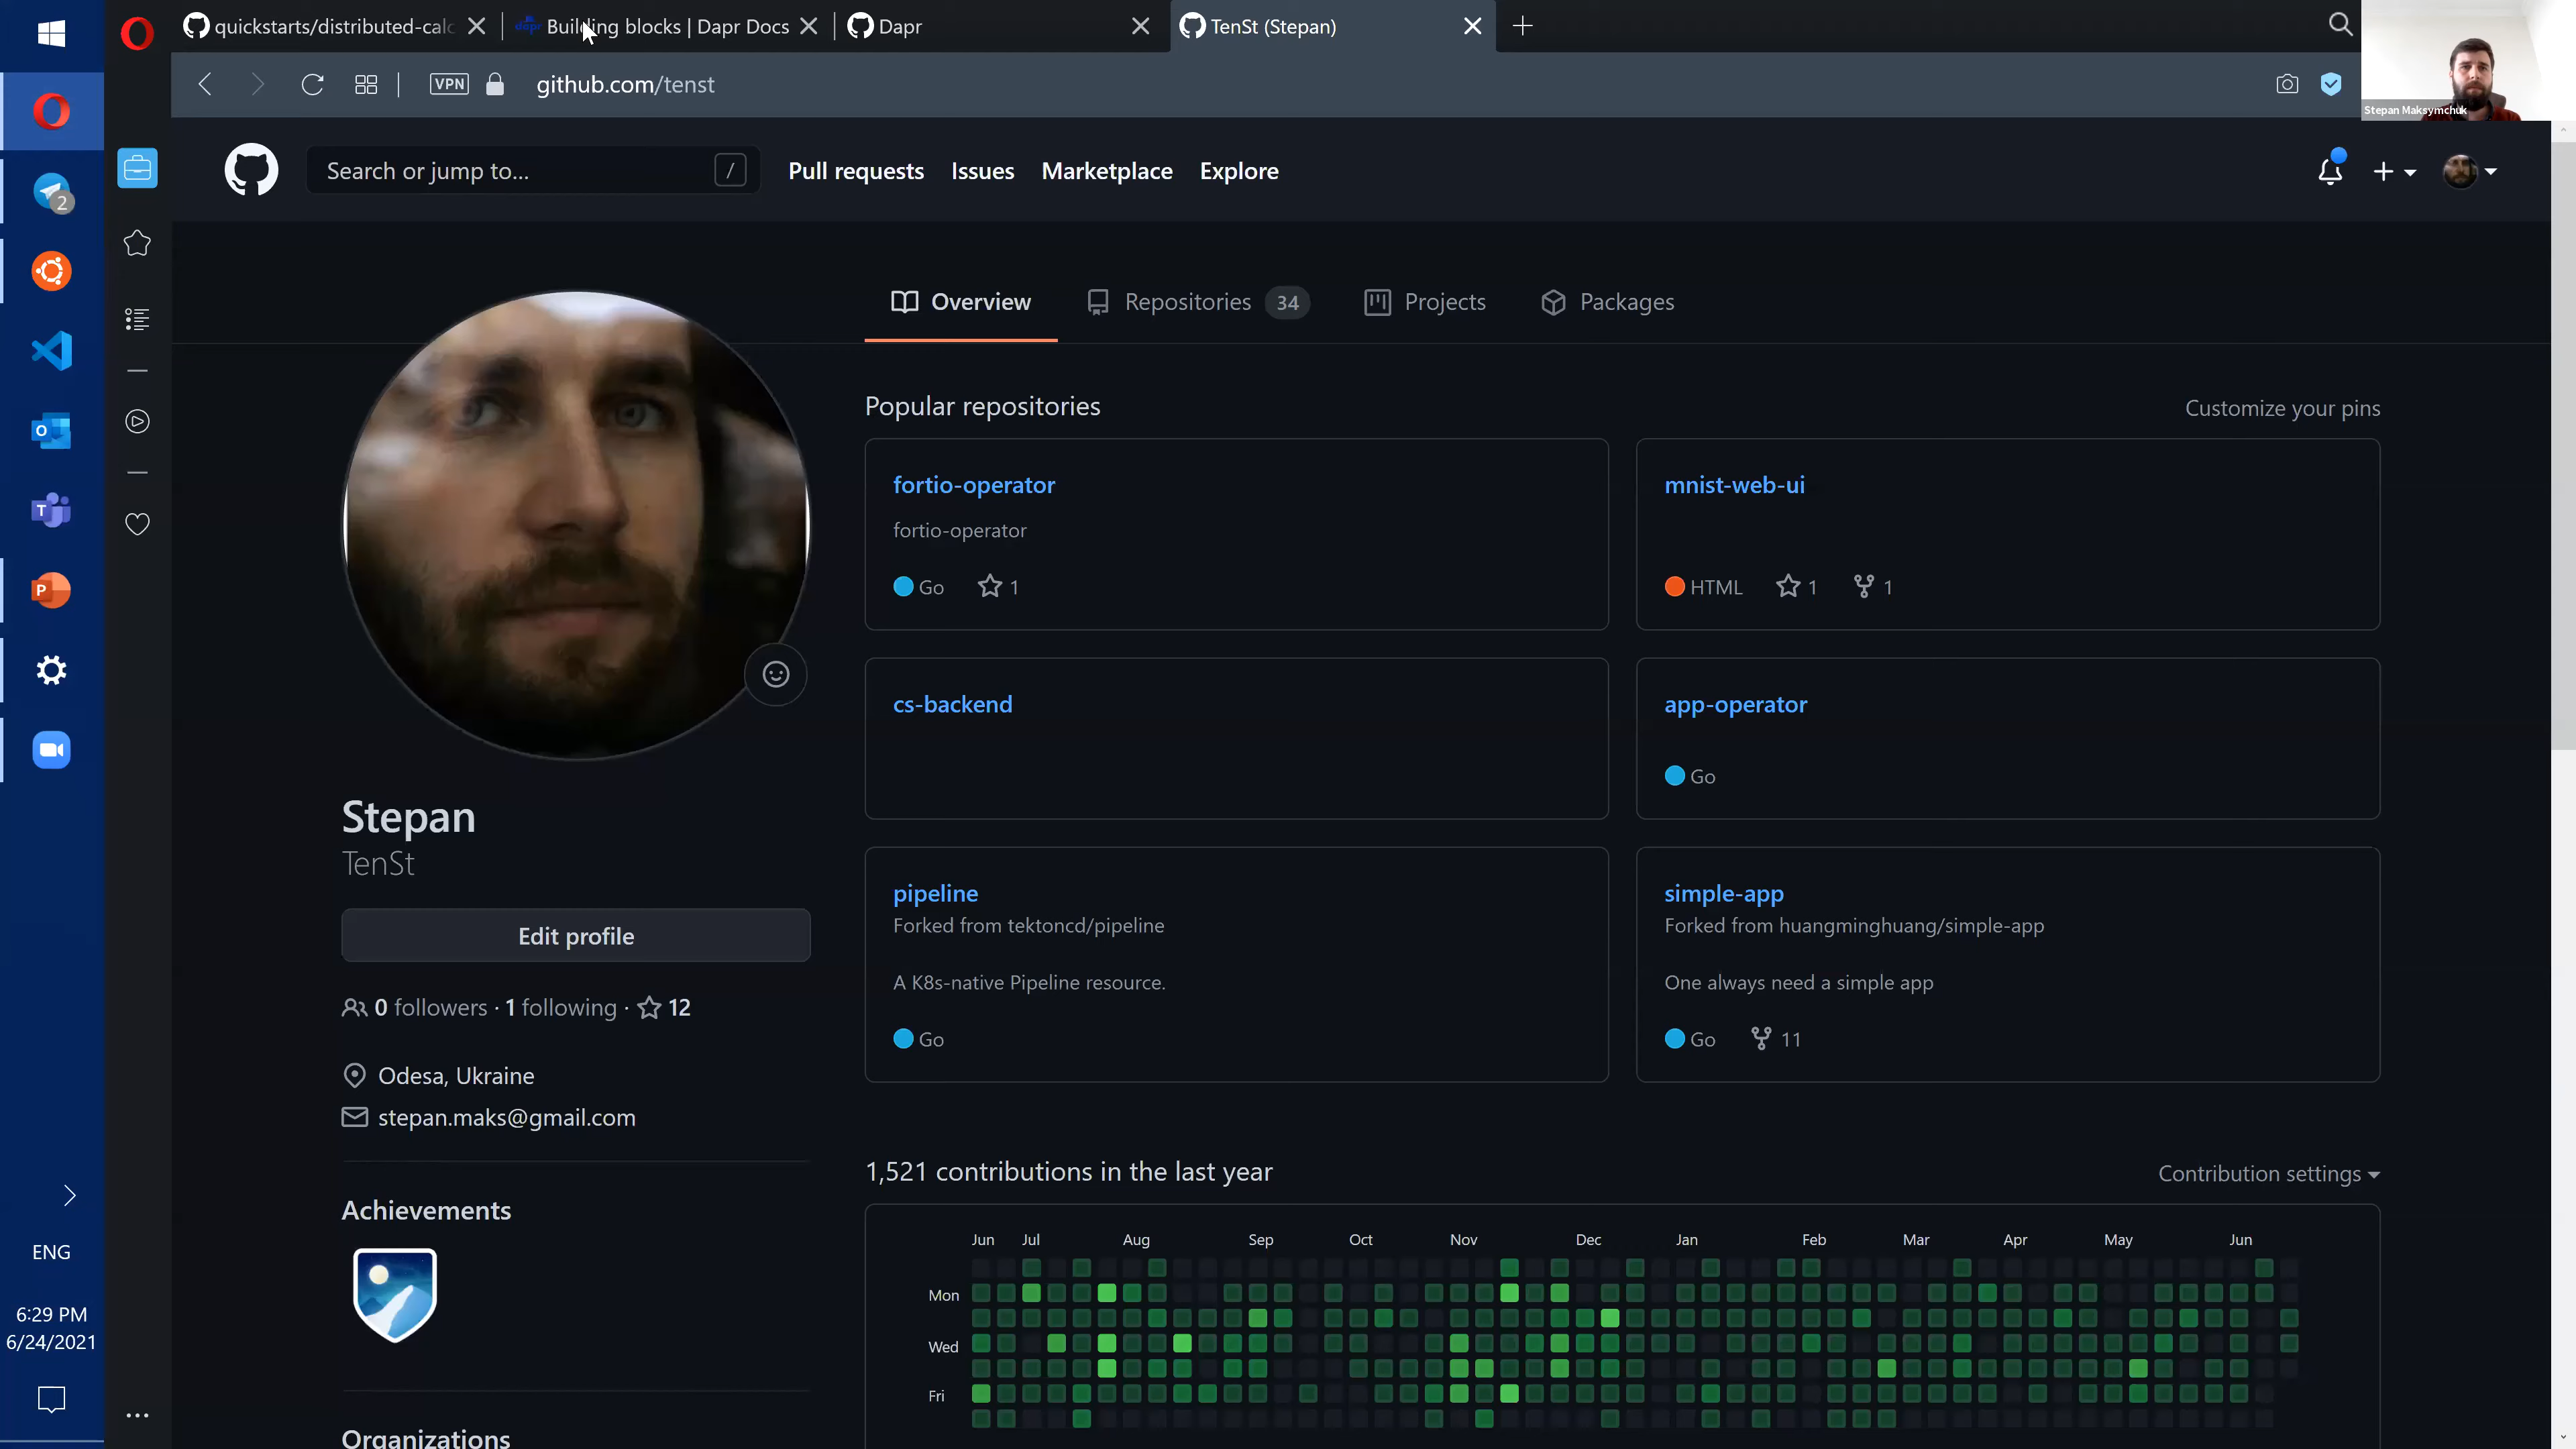 quickstarts/distributed-calc
Building blocks | Dapr Docs
Dapr
TenSt (Stepan)
VPN
github.com/tenst
Stepan Maksymchuk
Search or jump to...
/
Pull requests
Issues
Marketplace
Explore
2
Overview
Repositories 34
Projects
Packages
Popular repositories
Customize your pins
fortio-operator
fortio-operator
Go 1
mnist-web-ui
HTML 1 1
cs-backend
app-operator
Go
pipeline
Forked from tektoncd/pipeline
A K8s-native Pipeline resource.
Go
simple-app
Forked from huangminghuang/simple-app
One always need a simple app
Go 11
Stepan
TenSt
Edit profile
0 followers · 1 following · 12
Odesa, Ukraine
stepan.maks@gmail.com
Achievements
Organizations
1,521 contributions in the last year
Contribution settings
Jun Jul Aug Sep Oct Nov Dec Jan Feb Mar Apr May Jun
Mon
Wed
Fri
ENG
6:29 PM
6/24/2021